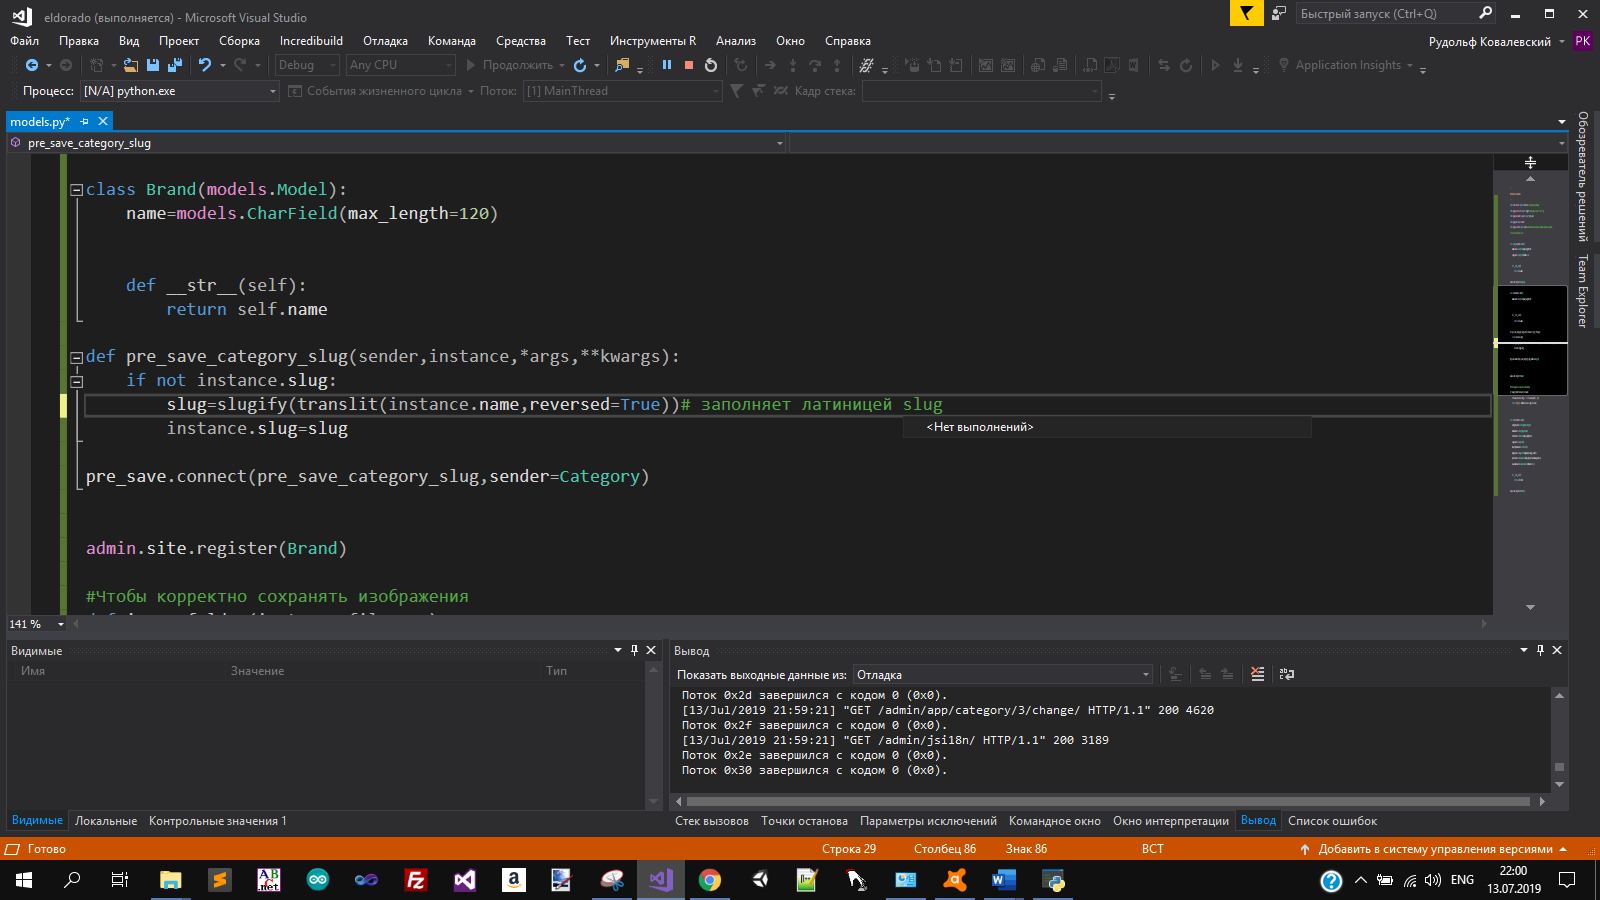 eldorado (выполняется) - Microsoft Visual Studio
Быстрый запуск (Ctrl+Q)
Файл Правка Вид Проект Сборка Incredibuild Отладка Команда Средства Тест Инструменты R Анализ Окно Справка
Рудольф Ковалевский РК
Debug Any CPU Продолжить Application Insights
Процесс: [N/A] python.exe События жизненного цикла Поток: [1] MainThread Кадр стека:
models.py*
pre_save_category_slug
class Brand(models.Model):
name=models.CharField(max_length=120)
def __str__(self):
return self.name
def pre_save_category_slug(sender,instance,*args,**kwargs):
if not instance.slug:
slug=slugify(translit(instance.name,reversed=True))# заполняет латиницей slug
instance.slug=slug
<Нет выполнений>
pre_save.connect(pre_save_category_slug,sender=Category)
admin.site.register(Brand)
#Чтобы корректно сохранять изображения
141 %
Обозреватель решений
Team Explorer
Видимые
Имя Значение Тип
Видимые Локальные Контрольные значения 1
Вывод
Показать выходные данные из: Отладка
Поток 0x2d завершился с кодом 0 (0x0).
[13/Jul/2019 21:59:21] "GET /admin/app/category/3/change/ HTTP/1.1" 200 4620
Поток 0x2f завершился с кодом 0 (0x0).
[13/Jul/2019 21:59:21] "GET /admin/jsi18n/ HTTP/1.1" 200 3189
Поток 0x2e завершился с кодом 0 (0x0).
Поток 0x30 завершился с кодом 0 (0x0).
Стек вызовов Точки останова Параметры исключений Командное окно Окно интерпретации Вывод Список ошибок
Готово Строка 29 Столбец 86 Знак 86 ВСТ Добавить в систему управления версиями
ENG
22:00
13.07.2019